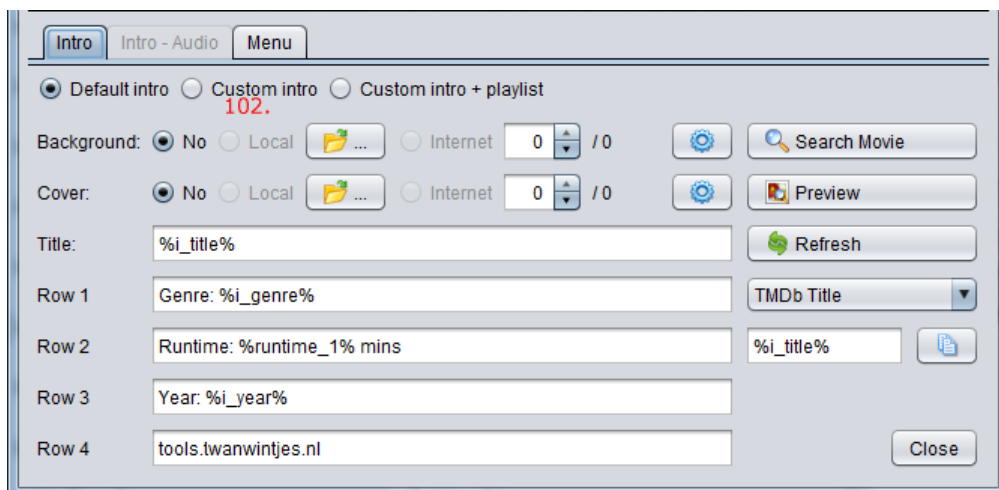 Intro Intro - Audio Menu
Default intro Custom intro Custom intro + playlist
102.
Background: No Local ... Internet 0 / 0 Search Movie
Cover: No Local ... Internet 0 / 0 Preview
Title: %i_title% Refresh
Row 1 Genre: %i_genre% TMDb Title
Row 2 Runtime: %runtime_1% mins %i_title%
Row 3 Year: %i_year%
Row 4 tools.twanwintjes.nl Close